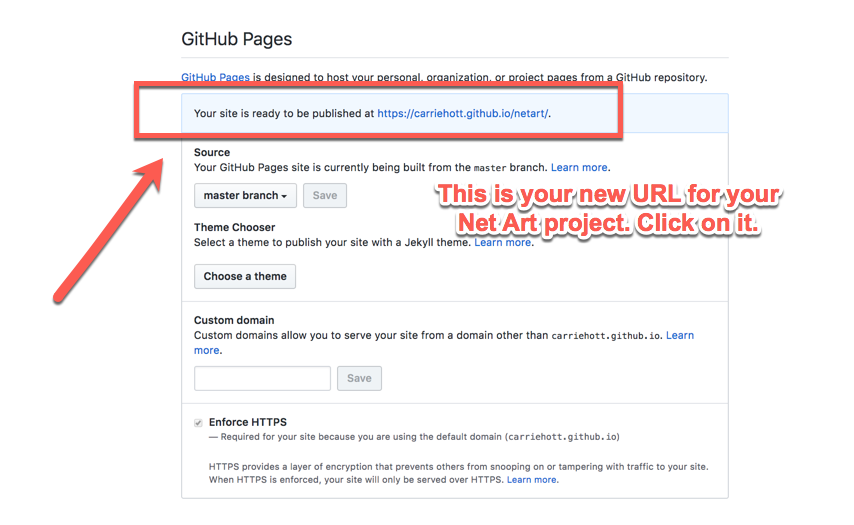 GitHub Pages
GitHub Pages is designed to host your personal, organization, or project pages from a GitHub repository.
Your site is ready to be published at https://carriehott.github.io/netart/.
Source
Your GitHub Pages site is currently being built from the master branch. Learn more.
master branch Save
This is your new URL for your
Net Art project. Click on it.
Theme Chooser
Select a theme to publish your site with a Jekyll theme. Learn more.
Choose a theme
Custom domain
Custom domains allow you to serve your site from a domain other than carriehott.github.io. Learn
more.
Save
Enforce HTTPS
— Required for your site because you are using the default domain (carriehott.github.io)
HTTPS provides a layer of encryption that prevents others from snooping on or tampering with traffic to your site.
When HTTPS is enforced, your site will only be served over HTTPS. Learn more.